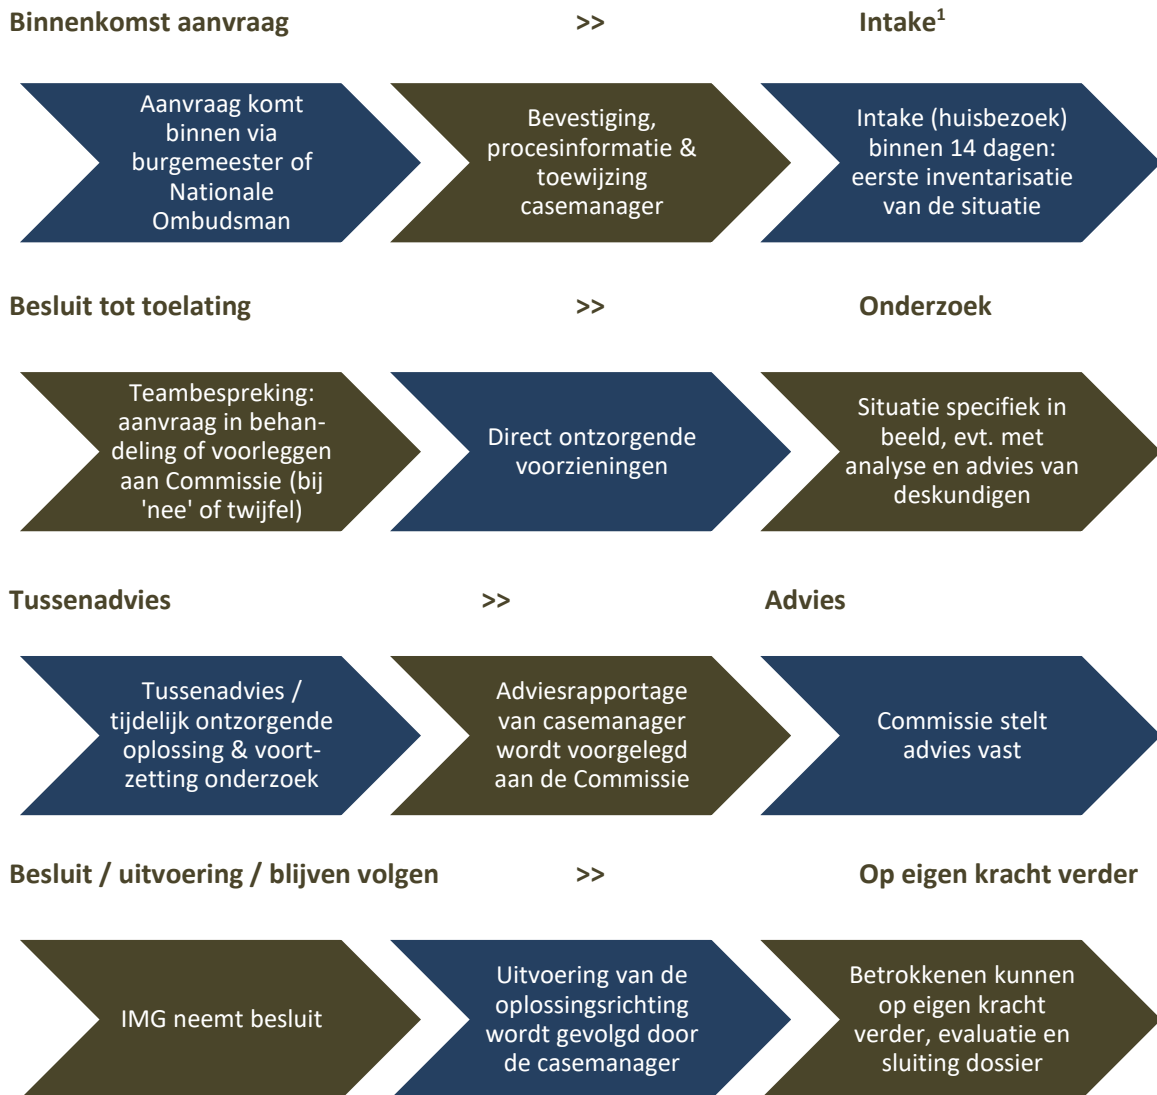 Binnenkomst aanvraag >> Intake1
Aanvraag komt
binnen via
burgemeester of
Nationale
Ombudsman
Bevestiging,
procesinformatie &
toewijzing
casemanager
Intake (huisbezoek)
binnen 14 dagen:
eerste inventarisatie
van de situatie
Besluit tot toelating >> Onderzoek
Teambespreking:
aanvraag in behan-
deling of voorleggen
aan Commissie (bij
'nee' of twijfel)
Direct ontzorgende
voorzieningen
Situatie specifiek in
beeld, evt. met
analyse en advies van
deskundigen
Tussenadvies >> Advies
Tussenadvies /
tijdelijk ontzorgende
oplossing & voort-
zetting onderzoek
Adviesrapportage
van casemanager
wordt voorgelegd
aan de Commissie
Commissie stelt
advies vast
Besluit / uitvoering / blijven volgen >> Op eigen kracht verder
IMG neemt besluit
Uitvoering van de
oplossingsrichting
wordt gevolgd door
de casemanager
Betrokkenen kunnen
op eigen kracht
verder, evaluatie en
sluiting dossier